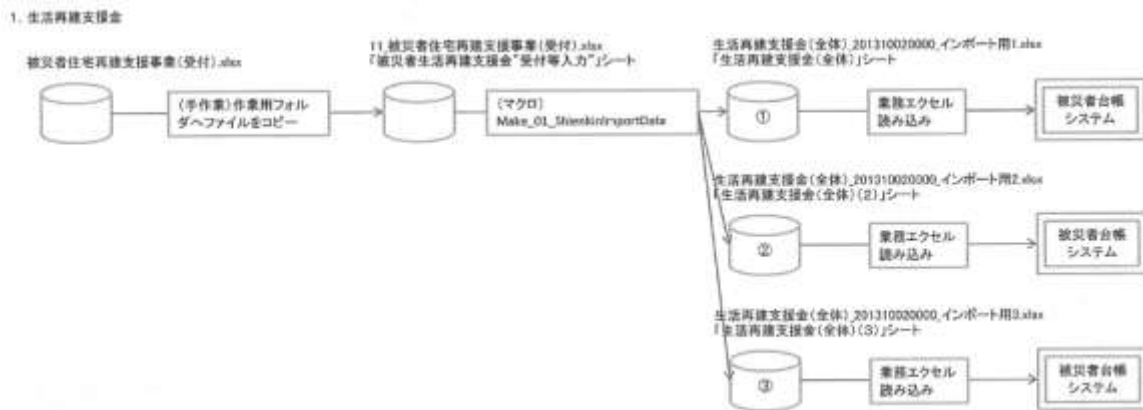 1. 生活再建支援金
被災者住宅再建支援事業(受付).xlsx
(手作業)作業用フォル
ダへファイルをコピー
11_被災者住宅再建支援事業(受付).xlsx
「被災者生活再建支援金"受付等入力"」シート
(マクロ)
Make_01_ShienkinImportData
生活再建支援金(全体)_201310020000_インポート用1.xlsx
「生活再建支援金(全体)」シート
①
業務エクセル
読み込み
被災者台帳
システム
生活再建支援金(全体)_201310020000_インポート用2.xlsx
「生活再建支援金(全体)(2)」シート
②
業務エクセル
読み込み
被災者台帳
システム
生活再建支援金(全体)_201310020000_インポート用3.xlsx
「生活再建支援金(全体)(3)」シート
③
業務エクセル
読み込み
被災者台帳
システム